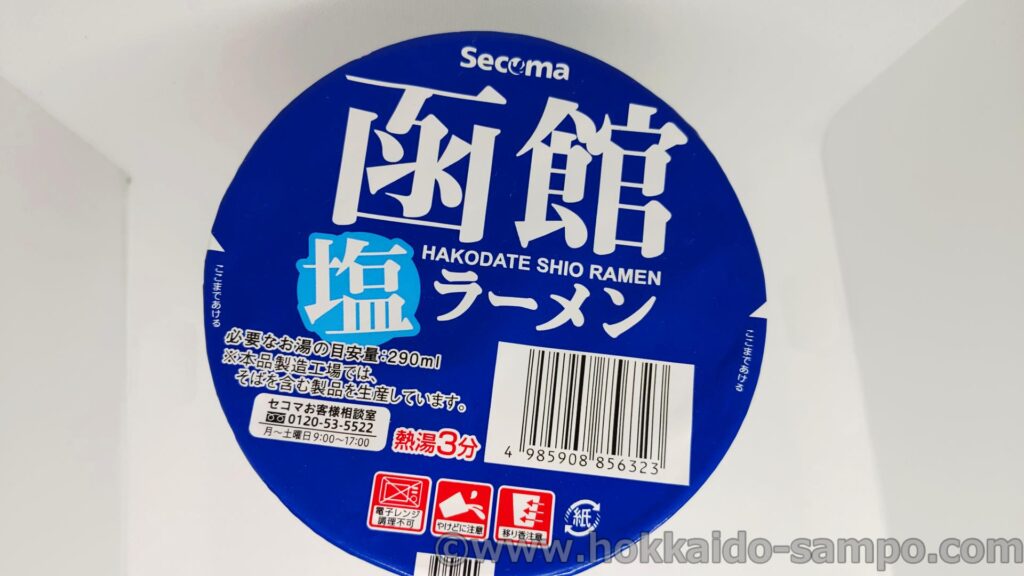 Secoma
函館
HAKODATE SHIO RAMEN
塩ラーメン
ここまであける
ここまであける
必要なお湯の目安量:290ml
※本品製造工場では、
そばを含む製品を生産しています。
セコマお客様相談室
0120-53-5522
月～土曜日9:00～17:00
熱湯3分
4 985908 856323
電子レンジ
調理不可
やけどに注意
移り香注意
紙
©www.hokkaido-sampo.com